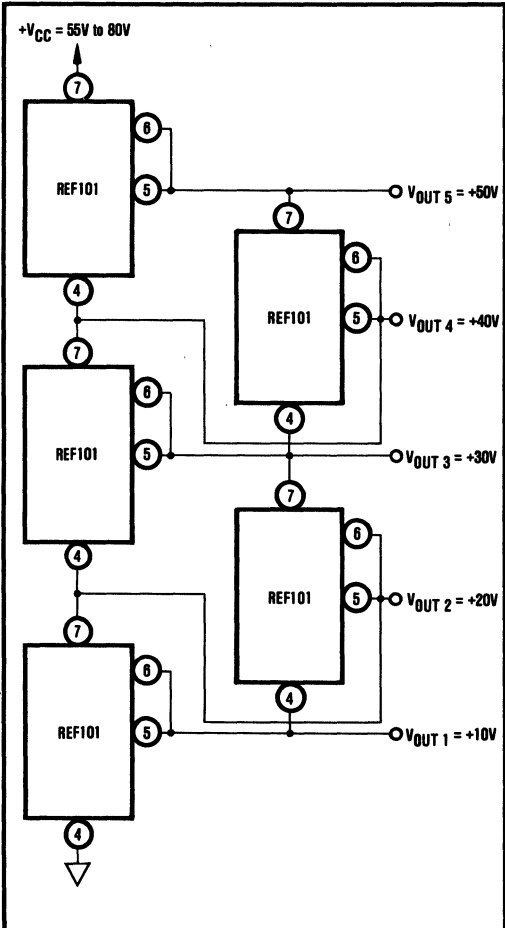 +VCC = 55V to 80V
7
6
REF101
5
VOUT 5 = +50V
7
4
6
REF101
5
VOUT 4 = +40V
7
6
4
REF101
5
VOUT 3 = +30V
7
6
4
REF101
5
VOUT 2 = +20V
7
6
4
REF101
5
VOUT 1 = +10V
4